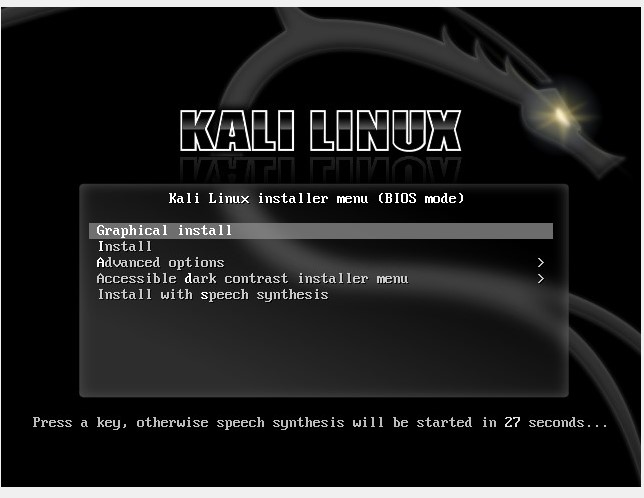 KALI LINUX
Kali Linux installer menu (BIOS mode)
Graphical install
Install
Advanced options >
Accessible dark contrast installer menu >
Install with speech synthesis
Press a key, otherwise speech synthesis will be started in 27 seconds...